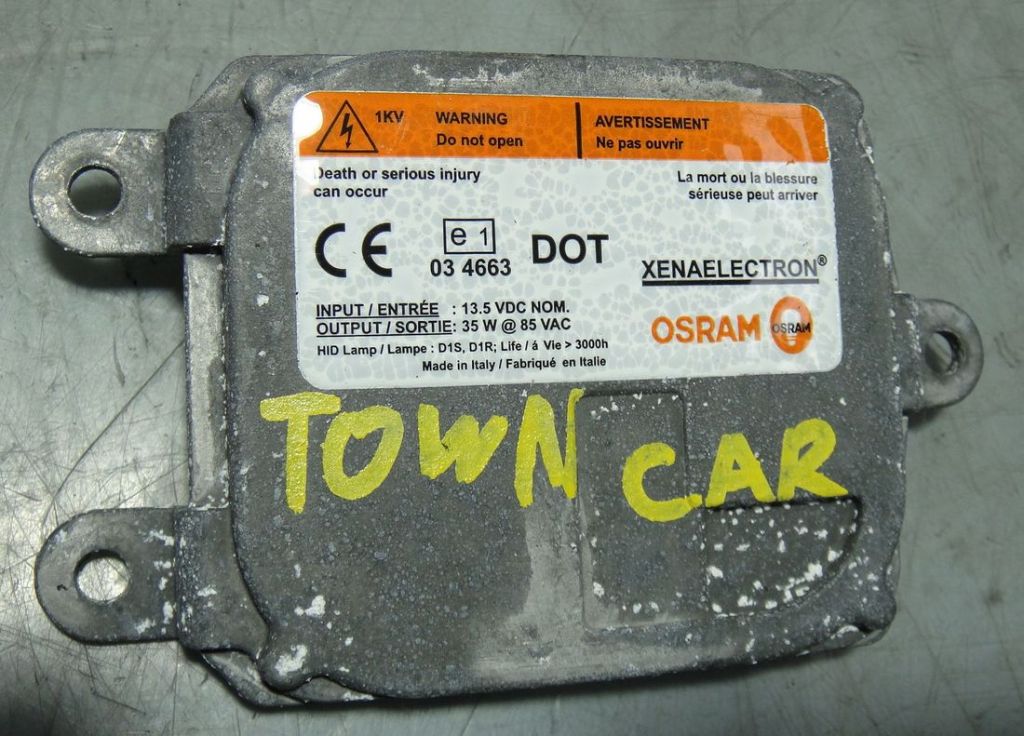 1KV WARNING AVERTISSEMENT
Do not open Ne pas ouvrir
Death or serious injury La mort ou la blessure
can occur sérieuse peut arriver
CE e 1 DOT
03 4663 XENAELECTRON®
INPUT / ENTRÉE : 13.5 VDC NOM.
OUTPUT / SORTIE: 35 W @ 85 VAC
OSRAM OSRAM
HID Lamp / Lampe : D1S, D1R; Life / á Vie > 3000h
Made in Italy / Fabriqué en Italie
TOWN CAR